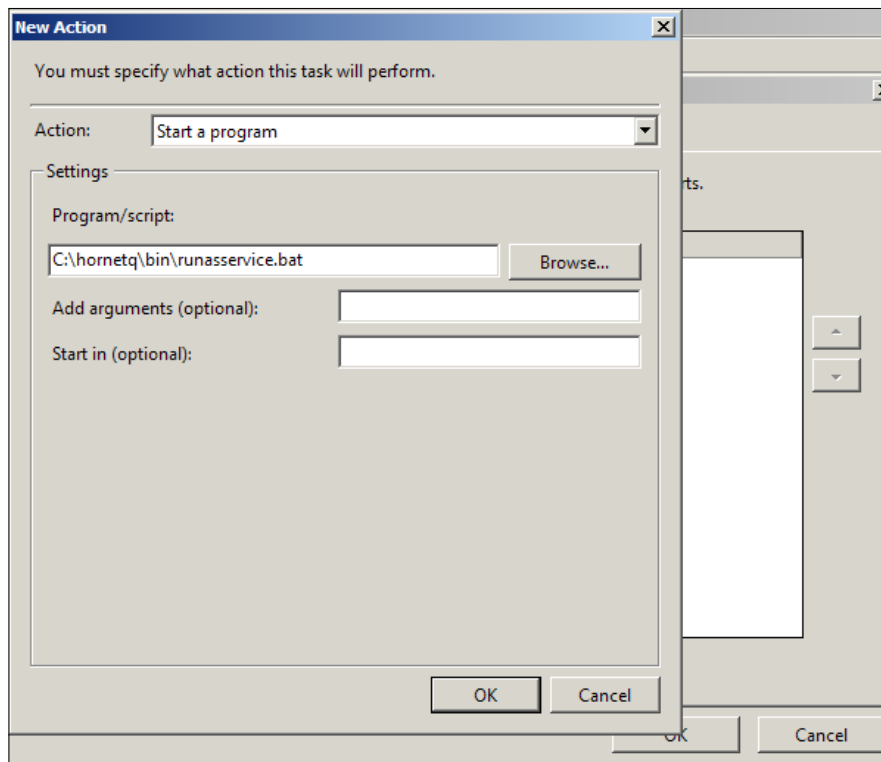 New Action
You must specify what action this task will perform.
Action: Start a program
Settings
rts.
Program/script:
C:\hornetq\bin\runasservice.bat Browse...
Add arguments (optional):
Start in (optional):
OK Cancel
OK Cancel